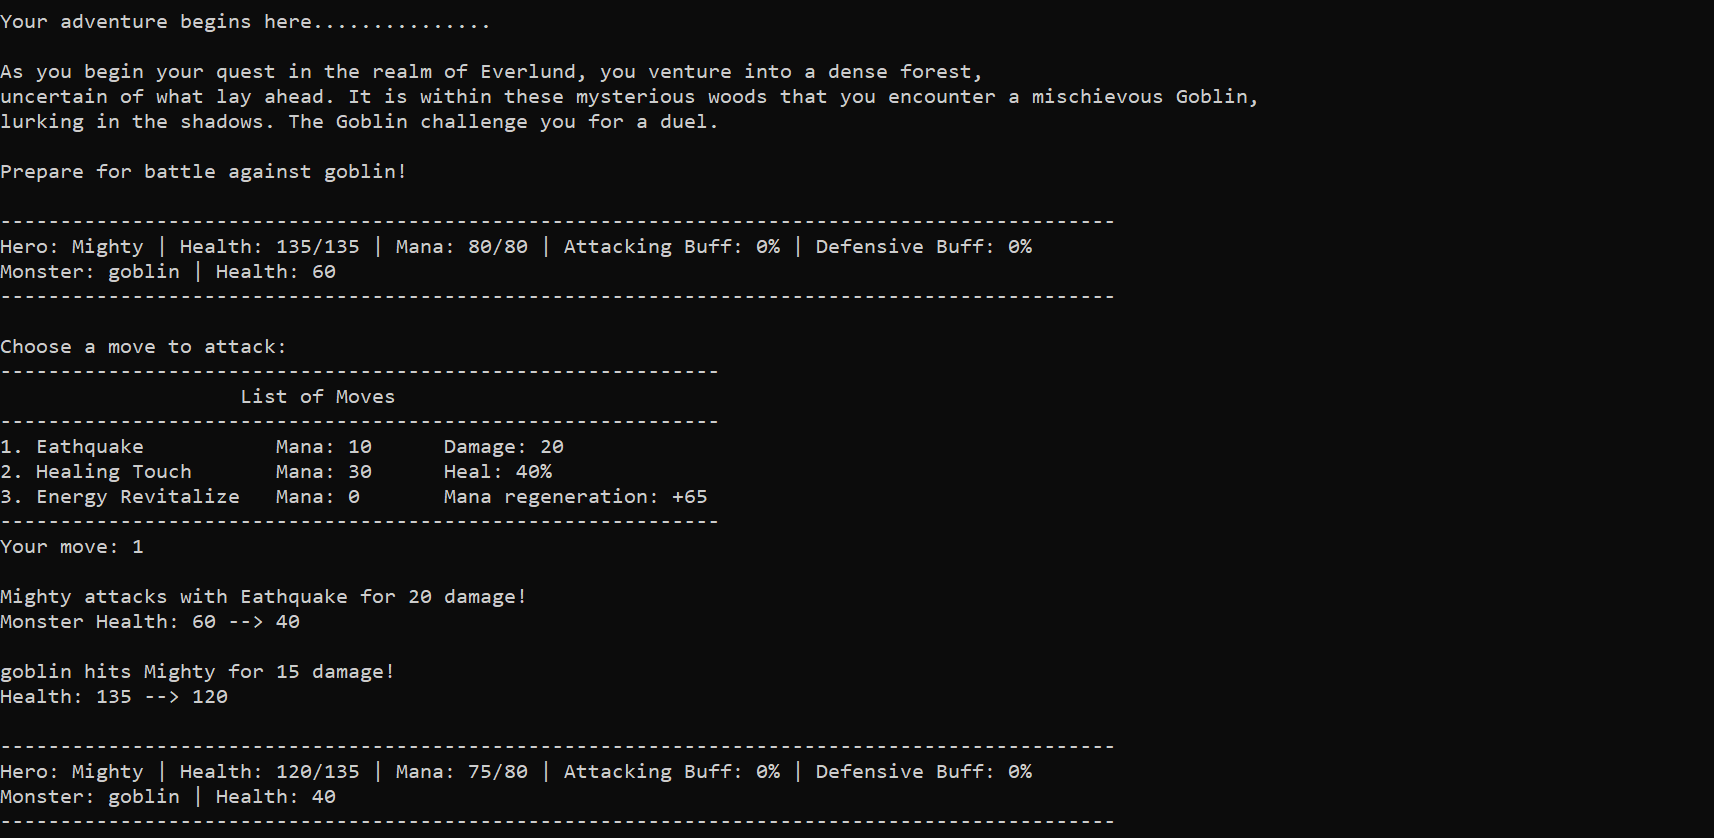 Your adventure begins here...............
As you begin your quest in the realm of Everlund, you venture into a dense forest,
uncertain of what lay ahead. It is within these mysterious woods that you encounter a mischievous Goblin,
lurking in the shadows. The Goblin challenge you for a duel.
Prepare for battle against goblin!
---------------------------------------------------------------------------------------------
Hero: Mighty | Health: 135/135 | Mana: 80/80 | Attacking Buff: 0% | Defensive Buff: 0%
Monster: goblin | Health: 60
---------------------------------------------------------------------------------------------
Choose a move to attack:
------------------------------------------------------------
                    List of Moves
------------------------------------------------------------
1. Eathquake           Mana: 10      Damage: 20
2. Healing Touch       Mana: 30      Heal: 40%
3. Energy Revitalize   Mana: 0       Mana regeneration: +65
------------------------------------------------------------
Your move: 1
Mighty attacks with Eathquake for 20 damage!
Monster Health: 60 --> 40
goblin hits Mighty for 15 damage!
Health: 135 --> 120
---------------------------------------------------------------------------------------------
Hero: Mighty | Health: 120/135 | Mana: 75/80 | Attacking Buff: 0% | Defensive Buff: 0%
Monster: goblin | Health: 40
---------------------------------------------------------------------------------------------